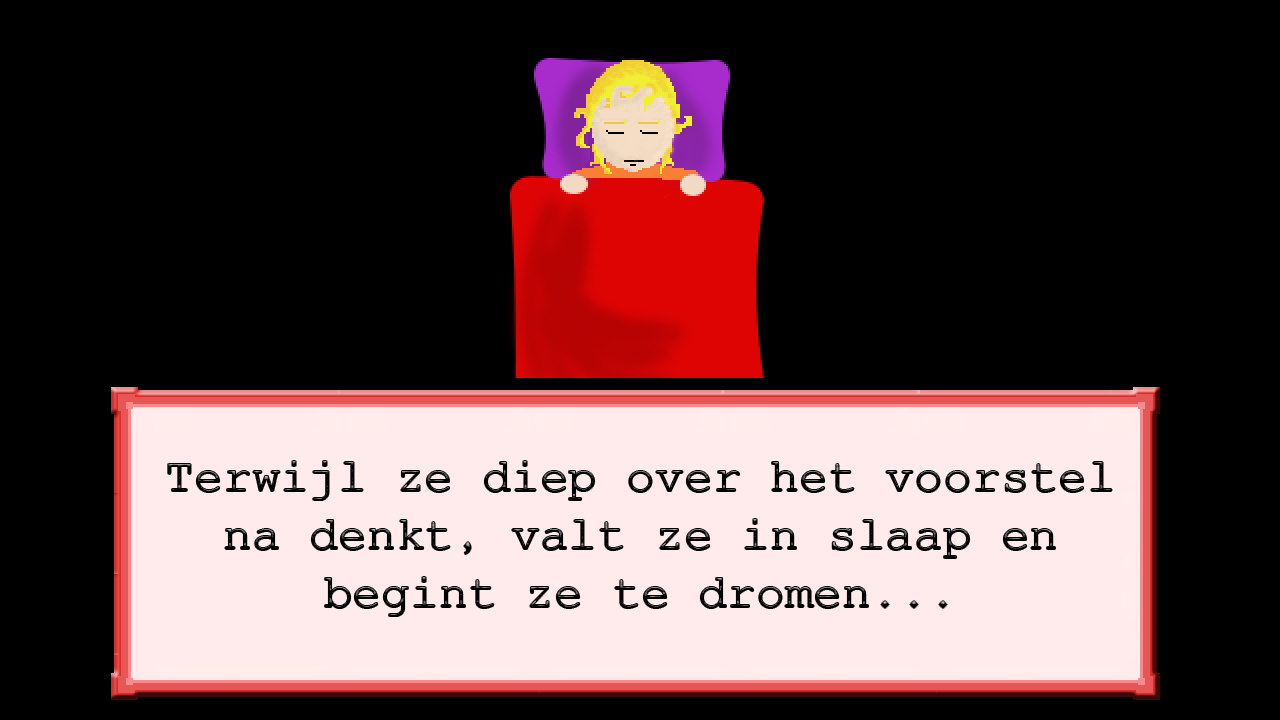 Terwijl ze diep over het voorstel
na denkt, valt ze in slaap en
begint ze te dromen...